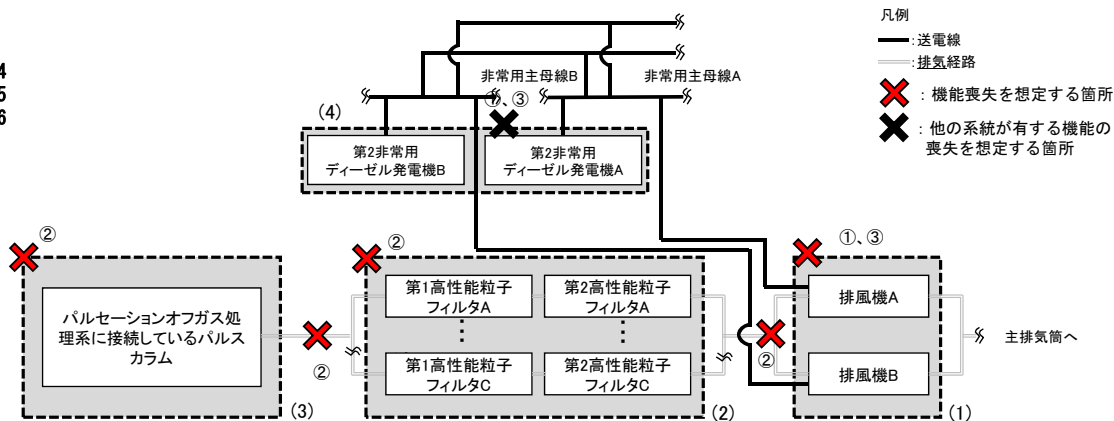 4
5
6
凡例
:送電線
:排気経路
:機能喪失を想定する箇所
:他の系統が有する機能の
喪失を想定する箇所
非常用主母線B
非常用主母線A
(4)
①、③
第2非常用
ディーゼル発電機B
第2非常用
ディーゼル発電機A
②
パルセーションオフガス処
理系に接続しているパルス
カラム
(3)
②
②
第1高性能粒子
フィルタA
第2高性能粒子
フィルタA
⋮
⋮
第1高性能粒子
フィルタC
第2高性能粒子
フィルタC
(2)
②
①、③
排風機A
排風機B
(1)
主排気筒へ